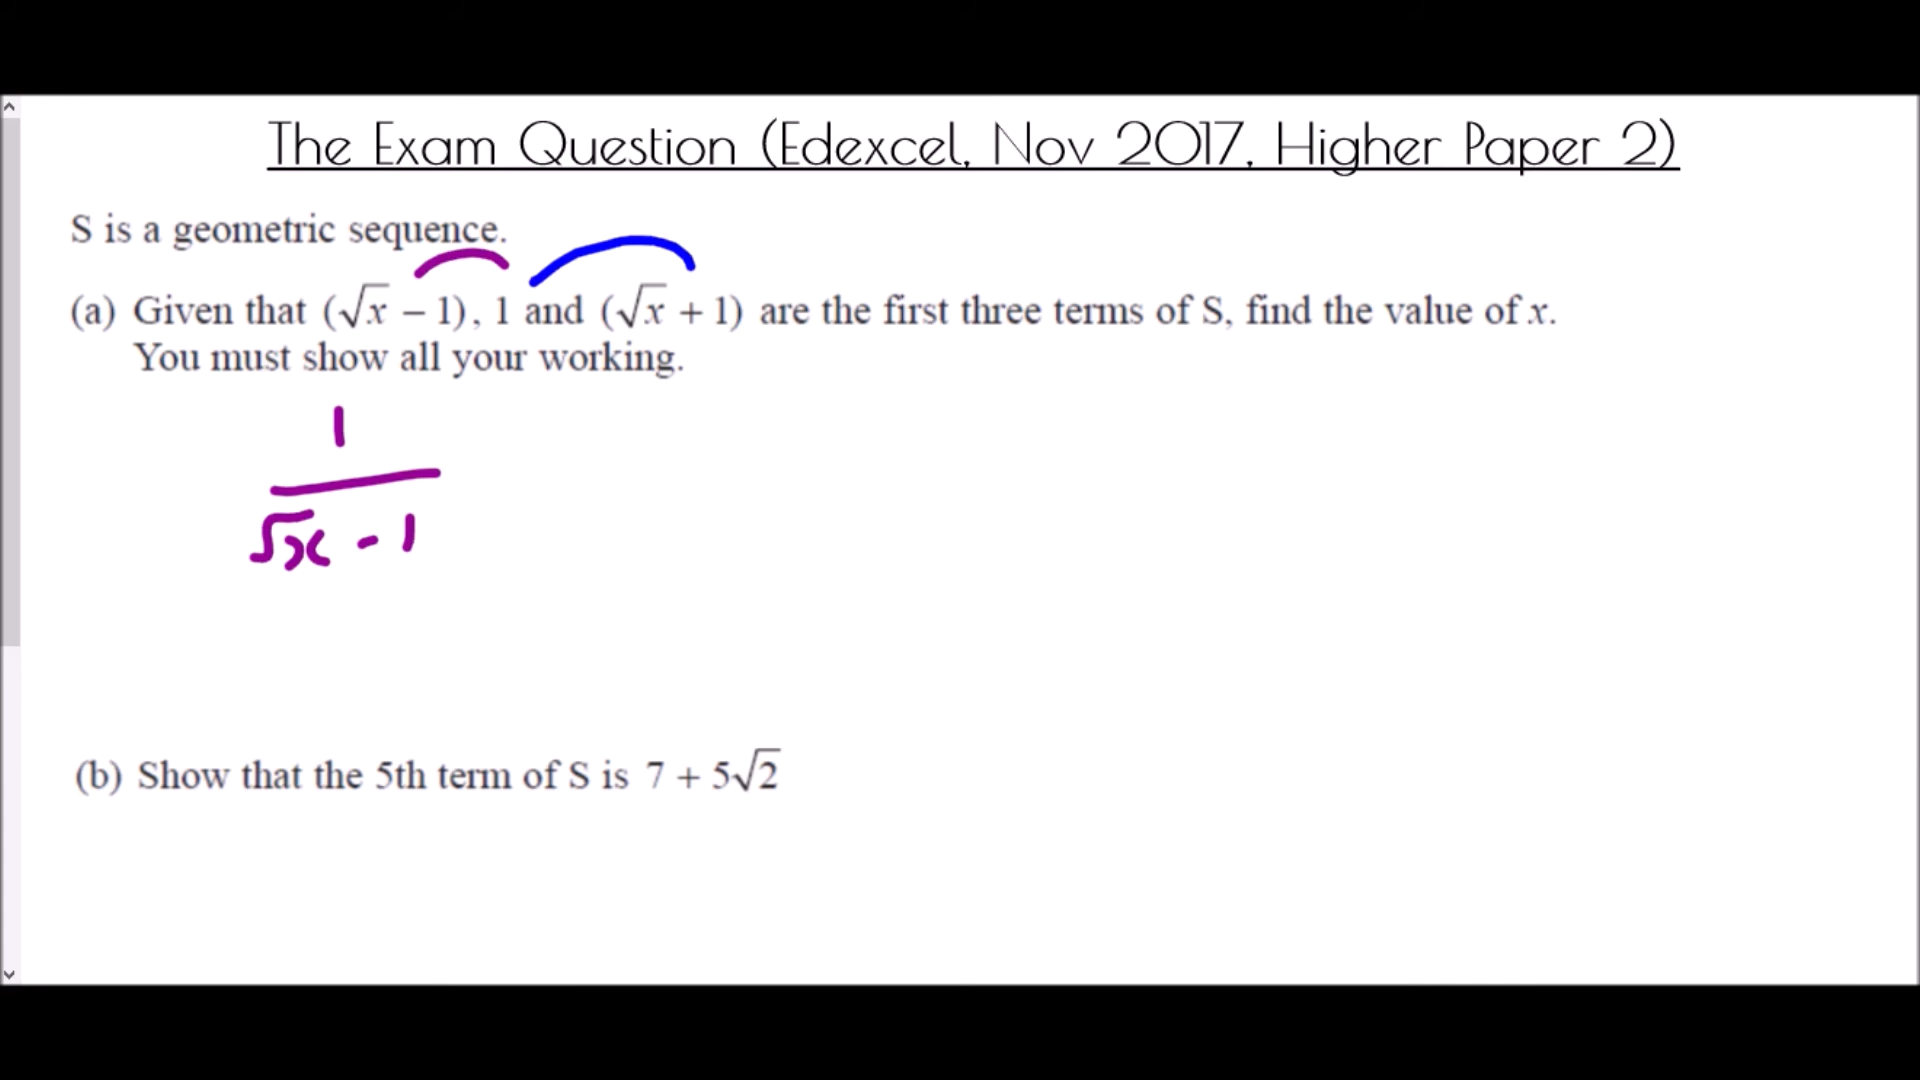 The Exam Question (Edexcel, Nov 2017, Higher Paper 2)
S is a geometric sequence.
(a) Given that (√x − 1), 1 and (√x + 1) are the first three terms of S, find the value of x.
You must show all your working.
1
√x - 1
(b) Show that the 5th term of S is 7 + 5√2